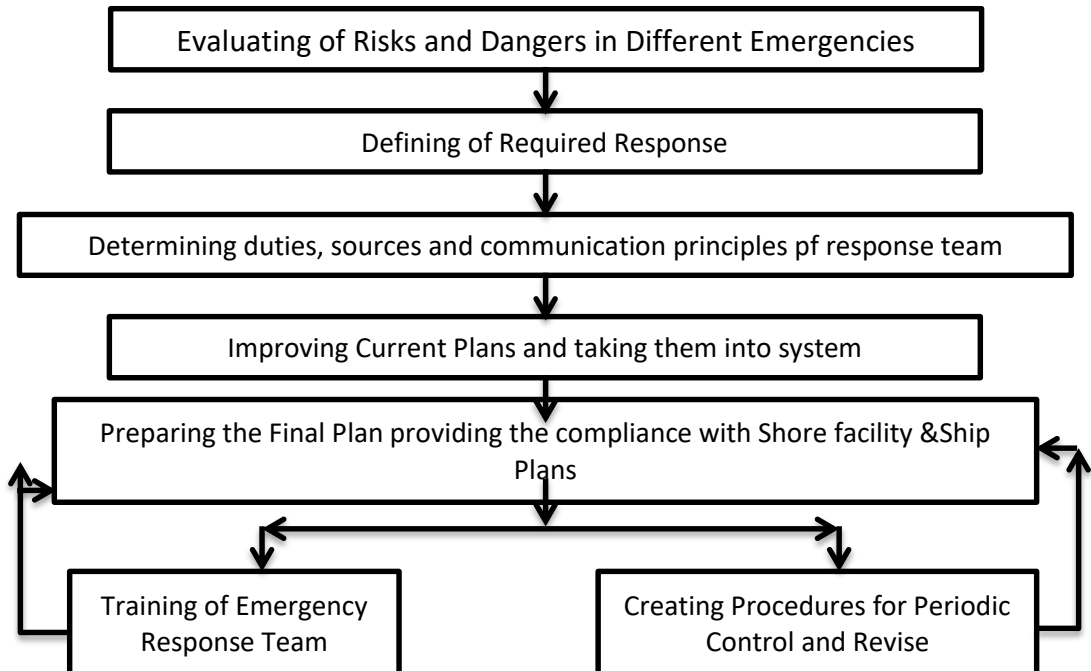 Evaluating of Risks and Dangers in Different Emergencies
Defining of Required Response
Determining duties, sources and communication principles pf response team
Improving Current Plans and taking them into system
Preparing the Final Plan providing the compliance with Shore facility &Ship
Plans
Training of Emergency
Response Team
Creating Procedures for Periodic
Control and Revise